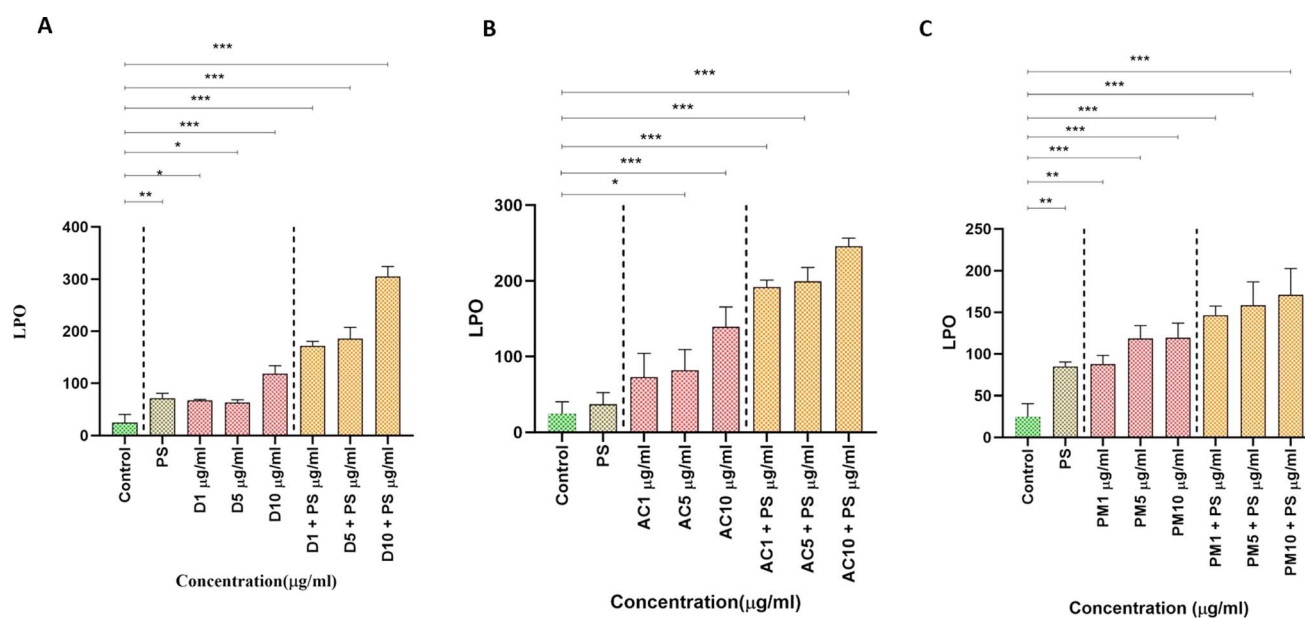 A
***
***
***
***
*
*
**
400
300
200
100
0
LPO
Control
PS
D1 μg/ml
D5 μg/ml
D10 μg/ml
D1 + PS μg/ml
D5 + PS μg/ml
D10 + PS μg/ml
Concentration(μg/ml)
B
***
***
***
***
*
300
200
100
0
LPO
Control
PS
AC1 μg/ml
AC5 μg/ml
AC10 μg/ml
AC1 + PS μg/ml
AC5 + PS μg/ml
AC10 + PS μg/ml
Concentration(μg/ml)
C
***
***
***
***
***
**
**
250
200
150
100
50
0
LPO
Control
PS
PM1 μg/ml
PM5 μg/ml
PM10 μg/ml
PM1 + PS μg/ml
PM5 + PS μg/ml
PM10 + PS μg/ml
Concentration (μg/ml)